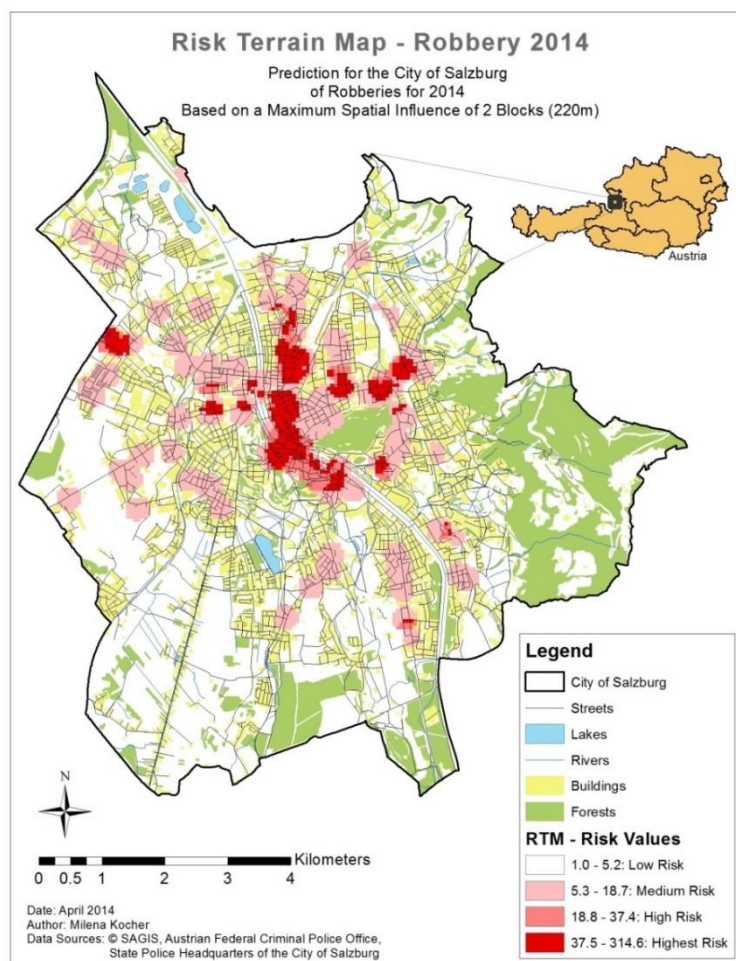 Risk Terrain Map - Robbery 2014
Prediction for the City of Salzburg
of Robberies for 2014
Based on a Maximum Spatial Influence of 2 Blocks (220m)
Austria
Legend
City of Salzburg
Streets
Lakes
Rivers
Buildings
Forests
RTM - Risk Values
1.0 - 5.2: Low Risk
5.3 - 18.7: Medium Risk
18.8 - 37.4: High Risk
37.5 - 314.6: Highest Risk
N
Kilometers
0 0.5 1 2 3 4
Date: April 2014
Author: Milena Kocher
Data Sources: © SAGIS, Austrian Federal Criminal Police Office,
State Police Headquarters of the City of Salzburg